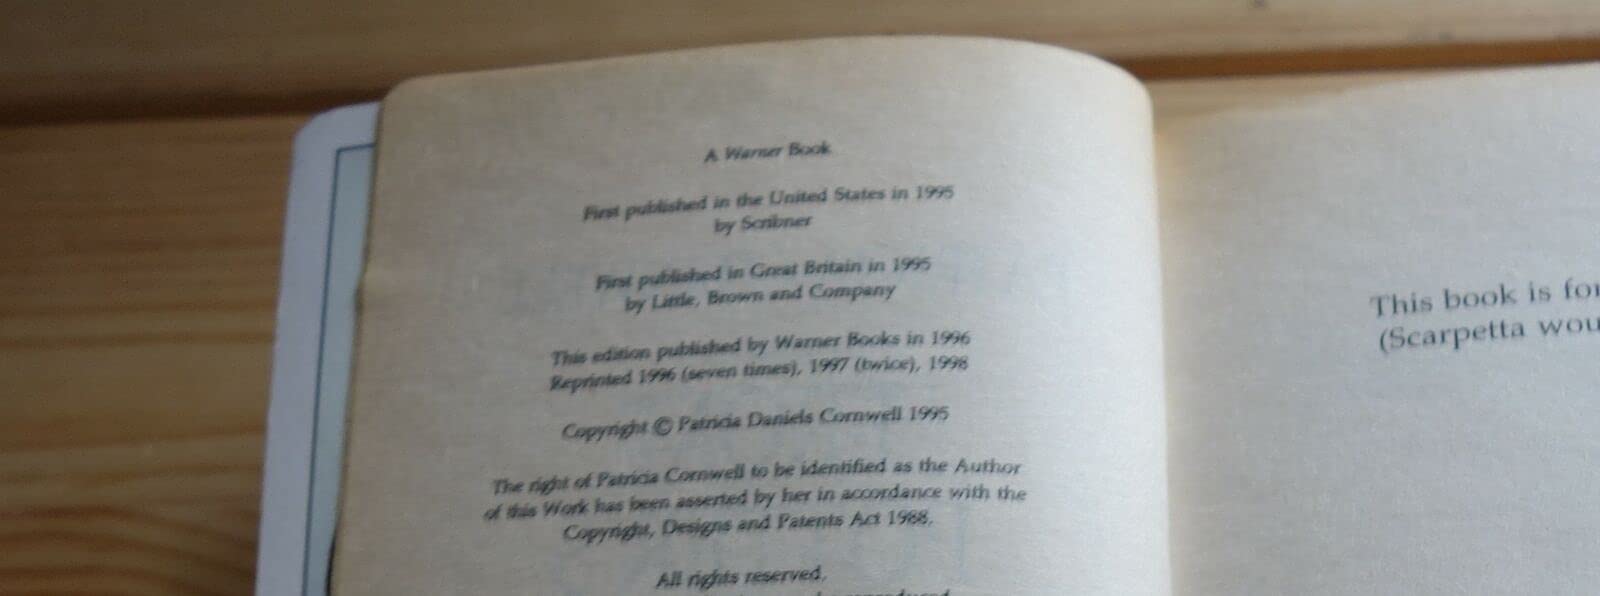 A Warner Book
First published in the United States in 1995
by Scribner
First published in Great Britain in 1995
by Little, Brown and Company
This edition published by Warner Books in 1996
Reprinted 1996 (seven times), 1997 (twice), 1998
Copyright © Patricia Daniels Cornwell 1995
The right of Patricia Cornwell to be identified as the Author
of this Work has been asserted by her in accordance with the
Copyright, Designs and Patents Act 1988.
All rights reserved.
reproduced
This book is for
(Scarpetta wou